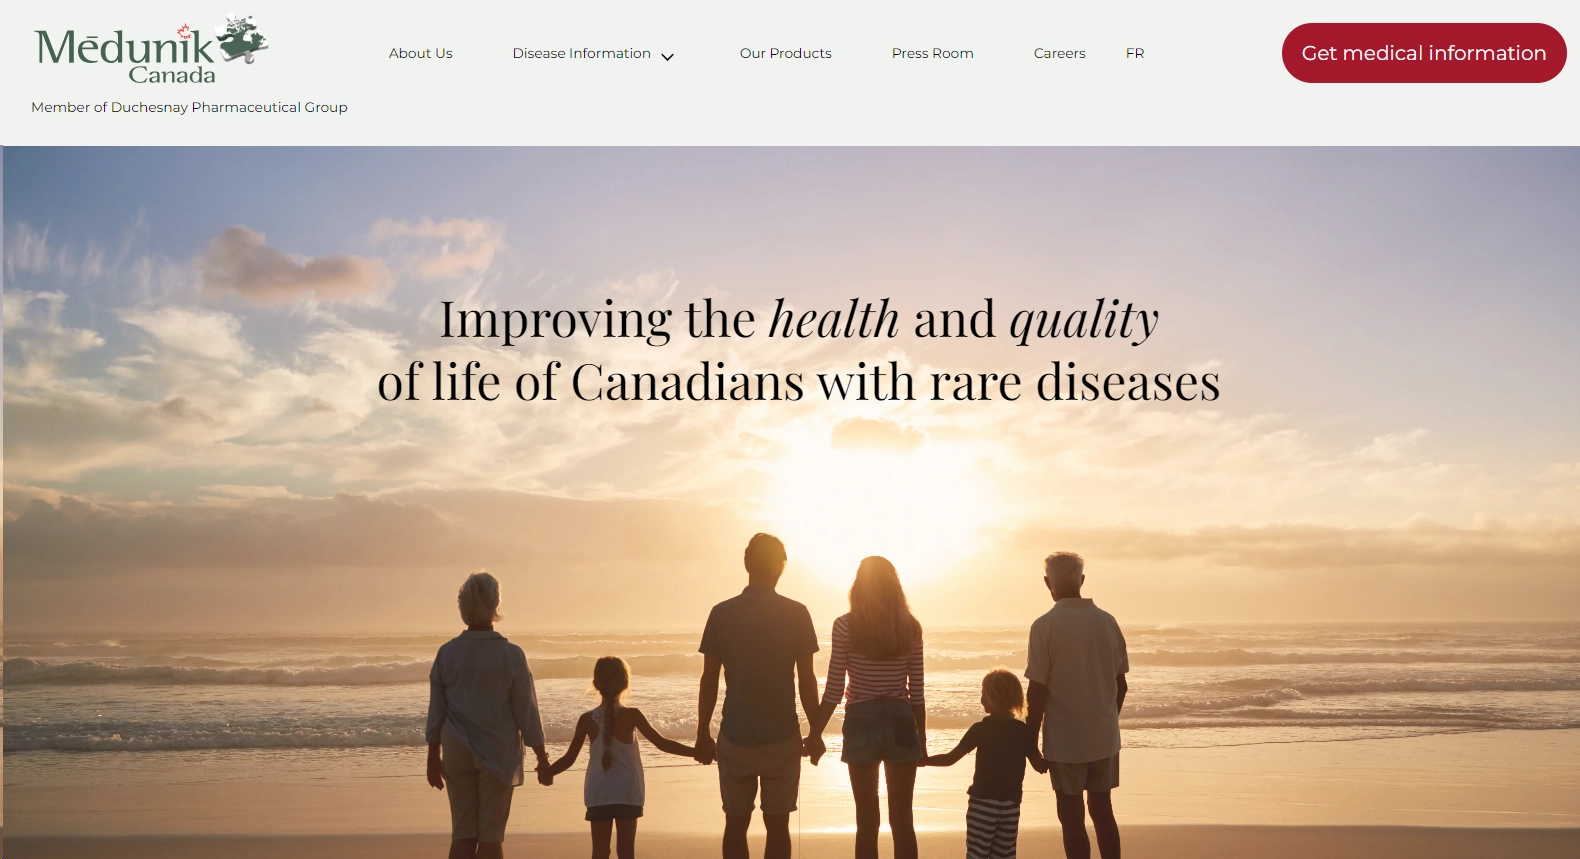 Mēdunik
Canada
Member of Duchesnay Pharmaceutical Group
About Us
Disease Information
Our Products
Press Room
Careers
FR
Get medical information
Improving the health and quality
of life of Canadians with rare diseases